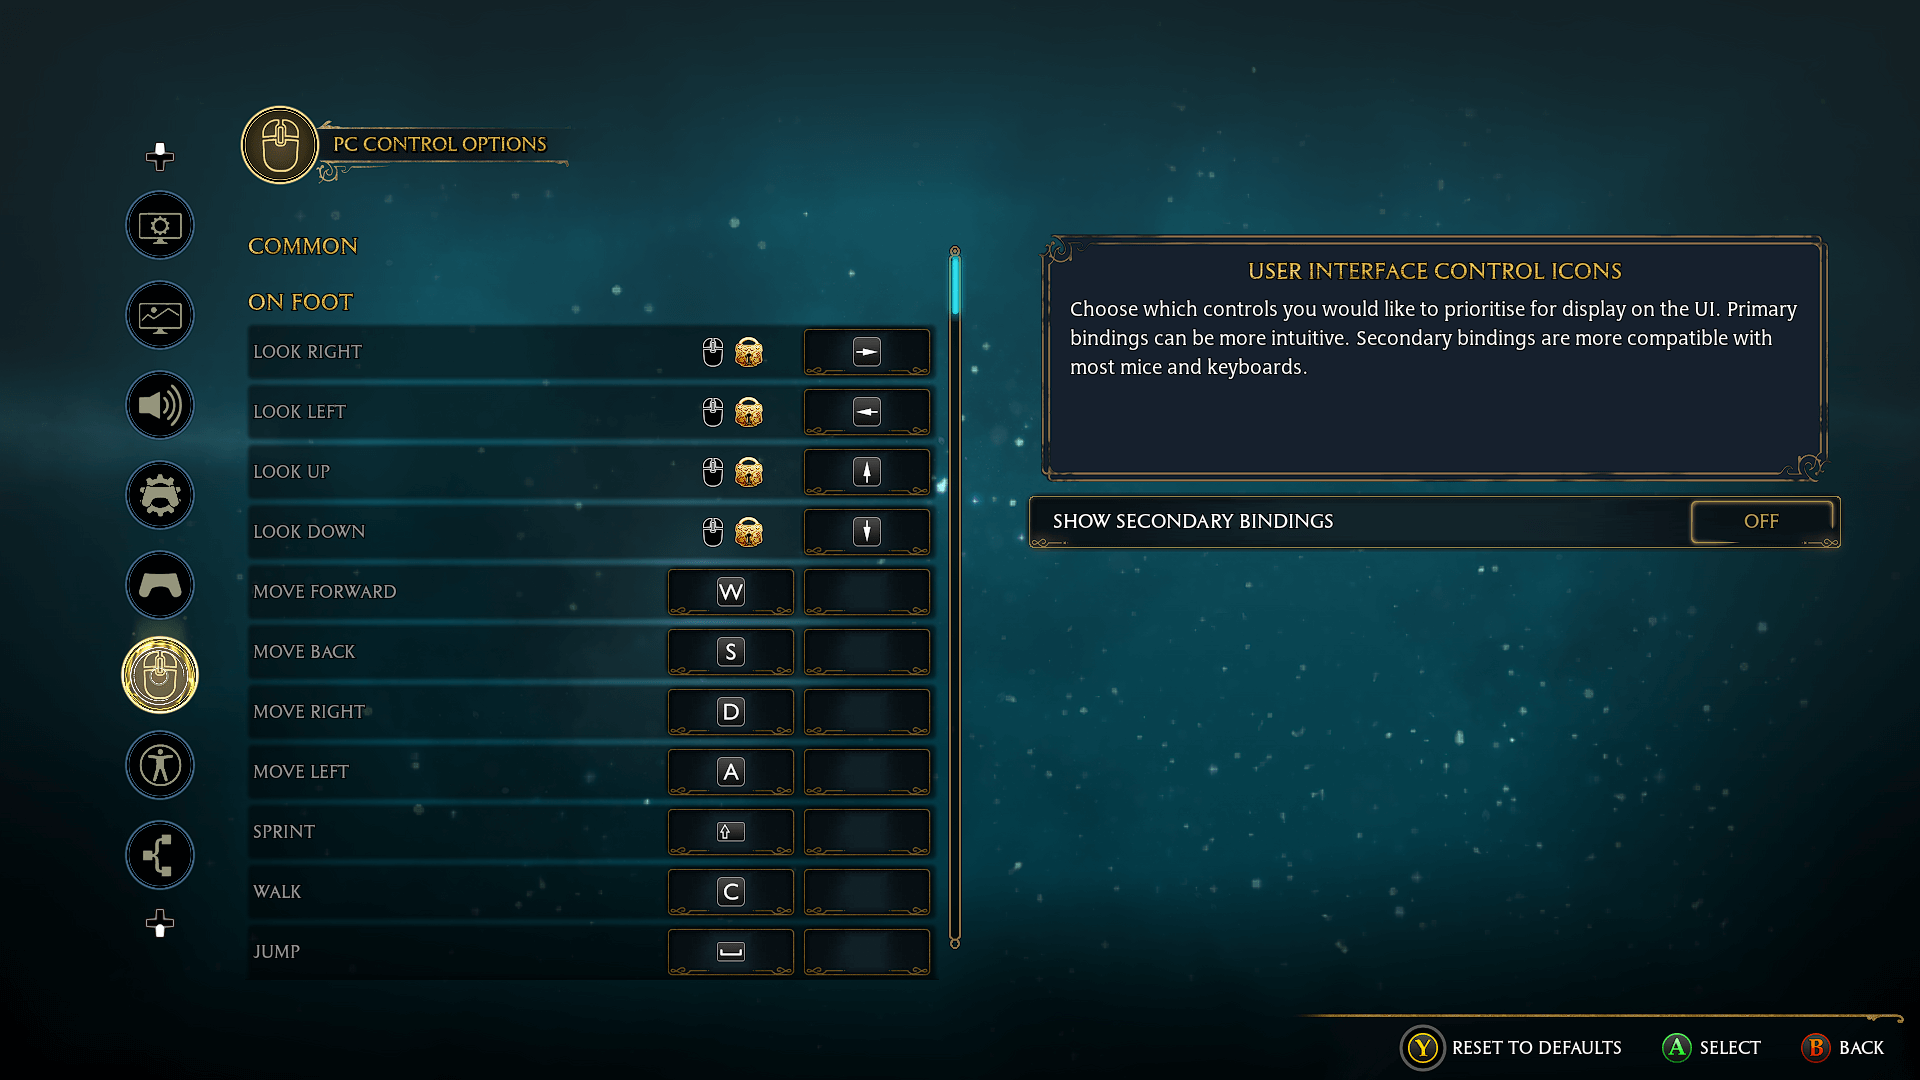 PC CONTROL OPTIONS
COMMON
ON FOOT
LOOK RIGHT
LOOK LEFT
LOOK UP
LOOK DOWN
MOVE FORWARD W
MOVE BACK S
MOVE RIGHT D
MOVE LEFT A
SPRINT
WALK C
JUMP
USER INTERFACE CONTROL ICONS
Choose which controls you would like to prioritise for display on the UI. Primary
bindings can be more intuitive. Secondary bindings are more compatible with
most mice and keyboards.
SHOW SECONDARY BINDINGS OFF
Y RESET TO DEFAULTS A SELECT B BACK